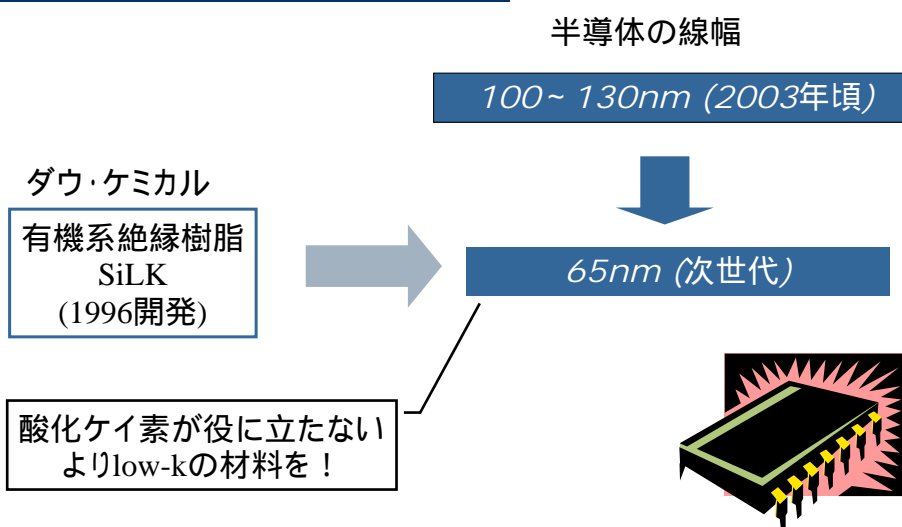 半導体の線幅
100~130nm (2003年頃)
ダウ・ケミカル
有機系絶縁樹脂
SiLK
(1996開発)
65nm (次世代)
酸化ケイ素が役に立たない
よりlow-kの材料を!